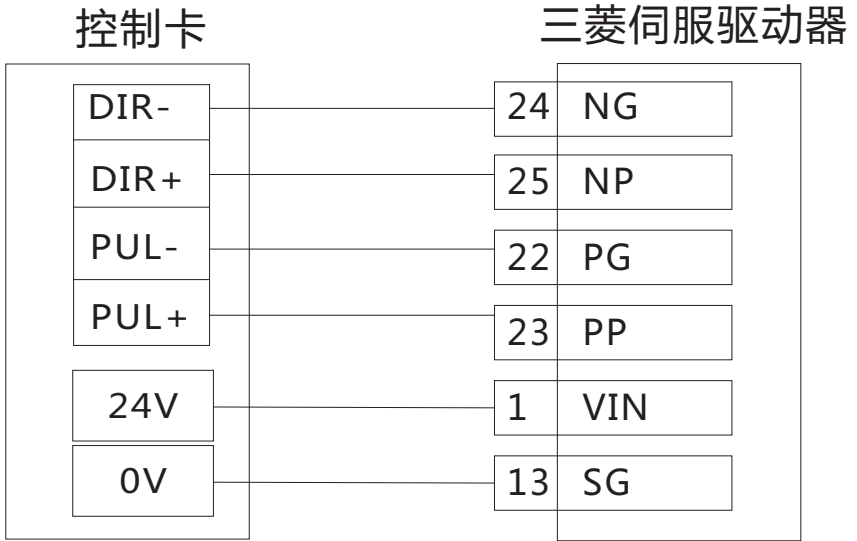 控制卡 三菱伺服驱动器
DIR- 24 NG
DIR+ 25 NP
PUL- 22 PG
PUL+ 23 PP
24V 1 VIN
0V 13 SG